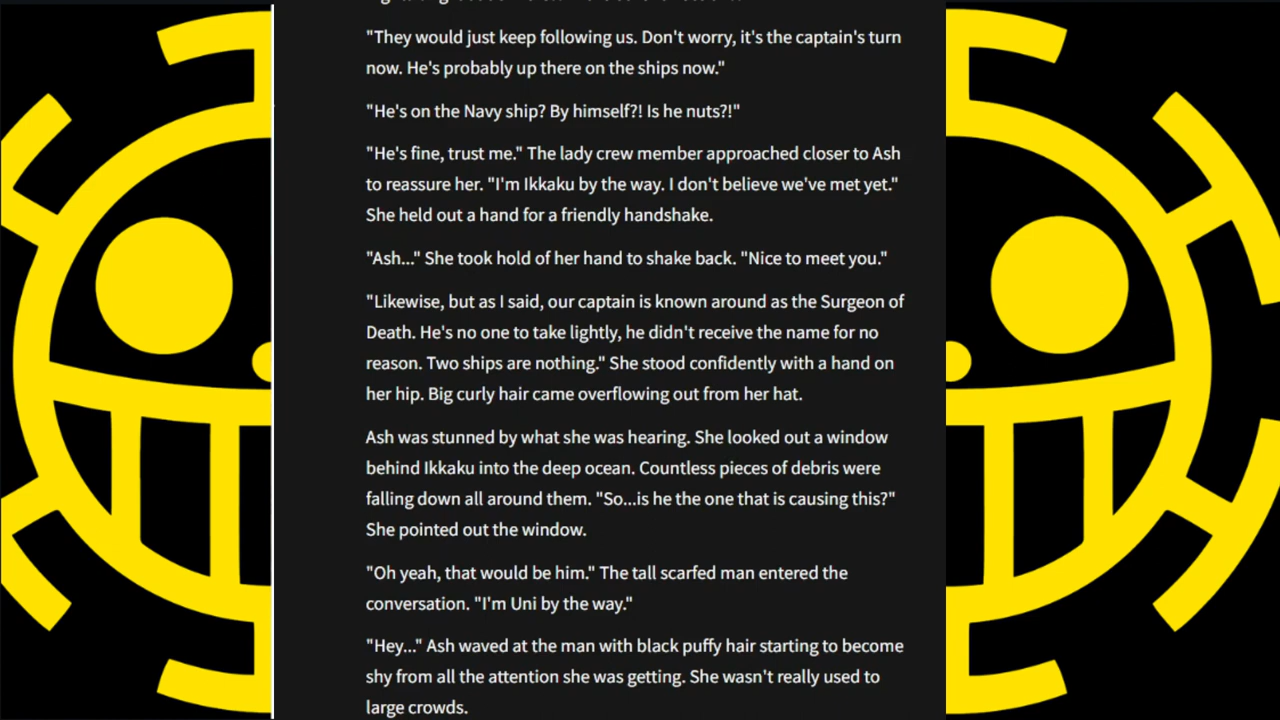 "They would just keep following us. Don't worry, it's the captain's turn
now. He's probably up there on the ships now."
"He's on the Navy ship? By himself?! Is he nuts?!"
"He's fine, trust me." The lady crew member approached closer to Ash
to reassure her. "I'm Ikkaku by the way. I don't believe we've met yet."
She held out a hand for a friendly handshake.
"Ash..." She took hold of her hand to shake back. "Nice to meet you."
"Likewise, but as I said, our captain is known around as the Surgeon of
Death. He's no one to take lightly, he didn't receive the name for no
reason. Two ships are nothing." She stood confidently with a hand on
her hip. Big curly hair came overflowing out from her hat.
Ash was stunned by what she was hearing. She looked out a window
behind Ikkaku into the deep ocean. Countless pieces of debris were
falling down all around them. "So...is he the one that is causing this?"
She pointed out the window.
"Oh yeah, that would be him." The tall scarfed man entered the
conversation. "I'm Uni by the way."
"Hey..." Ash waved at the man with black puffy hair starting to become
shy from all the attention she was getting. She wasn't really used to
large crowds.